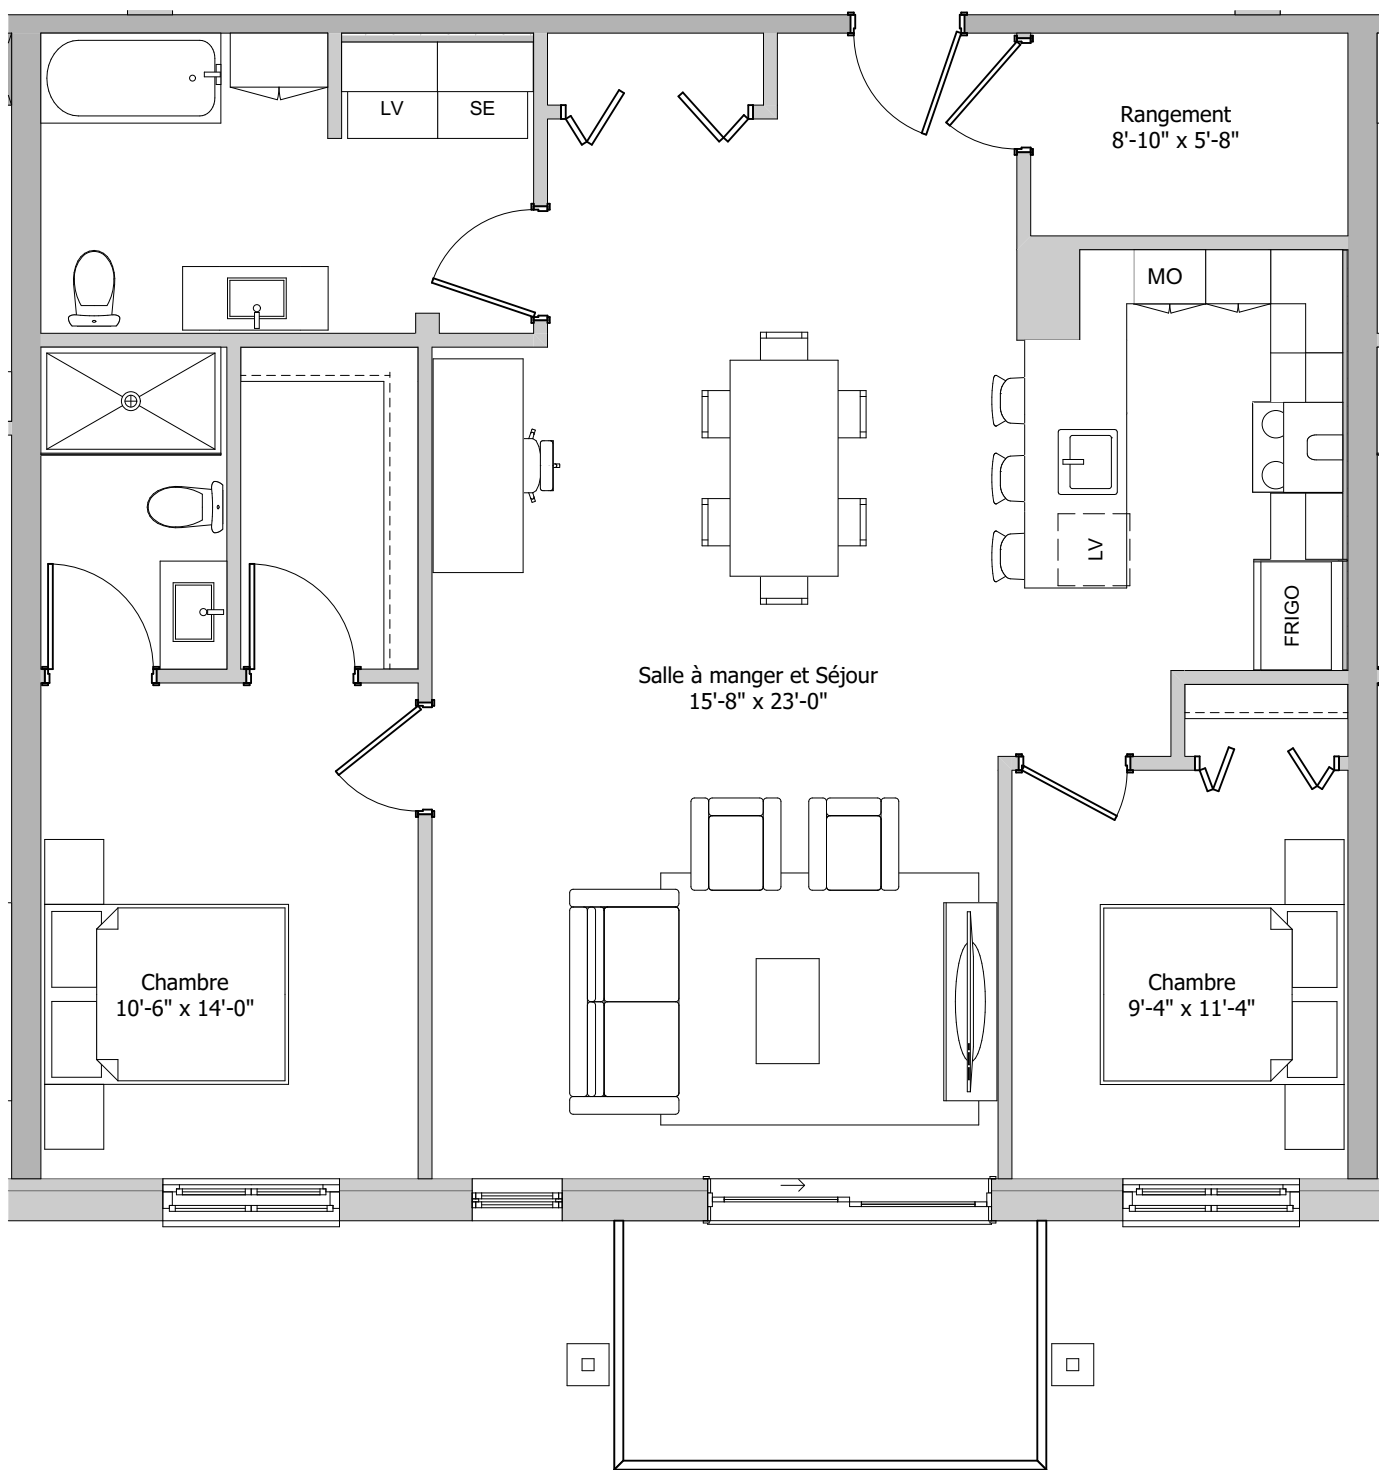 LV
SE
Rangement
8'-10" x 5'-8"
MO
LV
FRIGO
Salle à manger et Séjour
15'-8" x 23'-0"
Chambre
10'-6" x 14'-0"
Chambre
9'-4" x 11'-4"